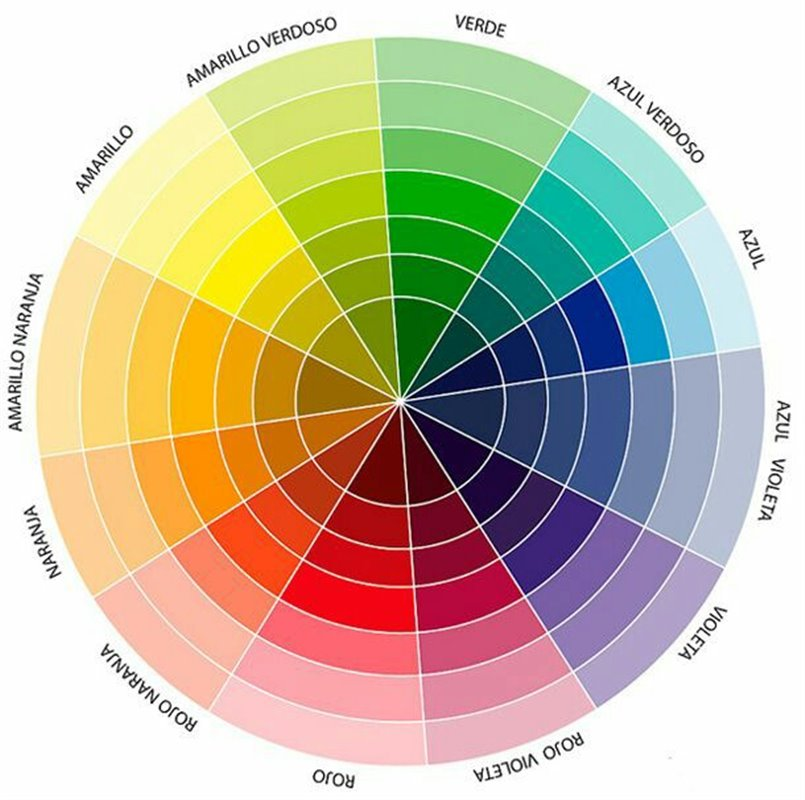 VERDE
AZUL VERDOSO
AZUL
AZUL VIOLETA
VIOLETA
ROJO VIOLETA
ROJO
ROJO NARANJA
NARANJA
AMARILLO NARANJA
AMARILLO
AMARILLO VERDOSO